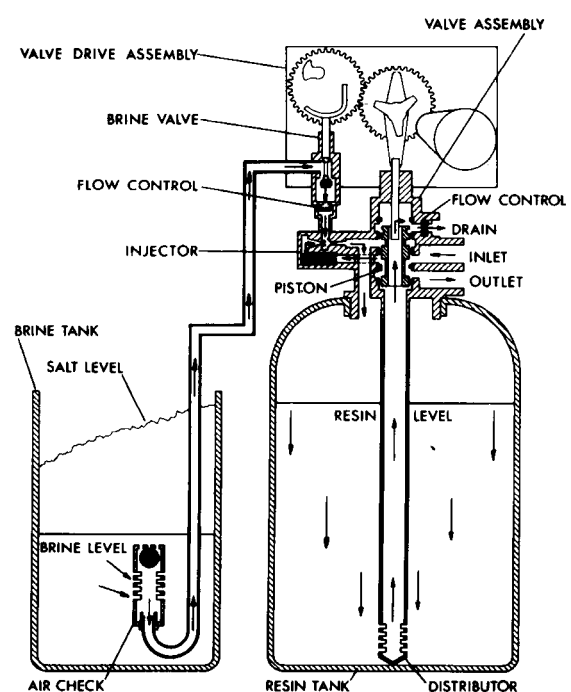 VALVE ASSEMBLY
VALVE DRIVE ASSEMBLY
BRINE VALVE
FLOW CONTROL
FLOW CONTROL
DRAIN
INJECTOR
INLET
PISTON
OUTLET
BRINE TANK
SALT LEVEL
RESIN LEVEL
BRINE LEVEL
AIR CHECK
RESIN TANK
DISTRIBUTOR